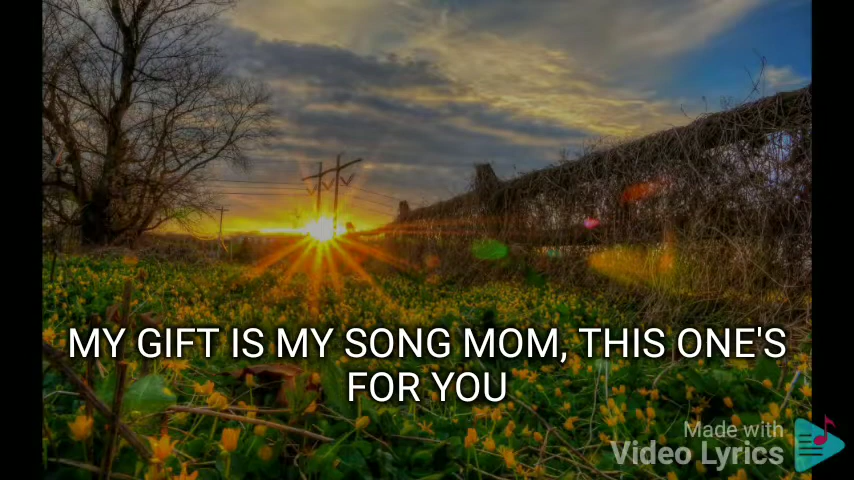 MY GIFT IS MY SONG MOM, THIS ONE'S
FOR YOU
Made with
Video Lyrics